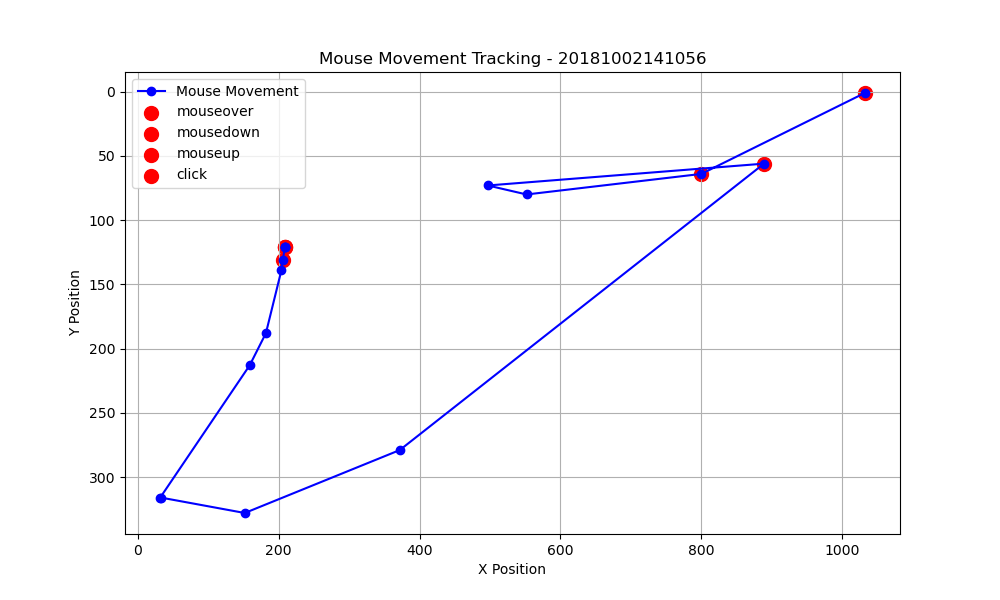 Mouse Movement Tracking - 20181002141056
Mouse Movement
mouseover
mousedown
mouseup
click
Y Position
0
50
100
150
200
250
300
0 200 400 600 800 1000
X Position